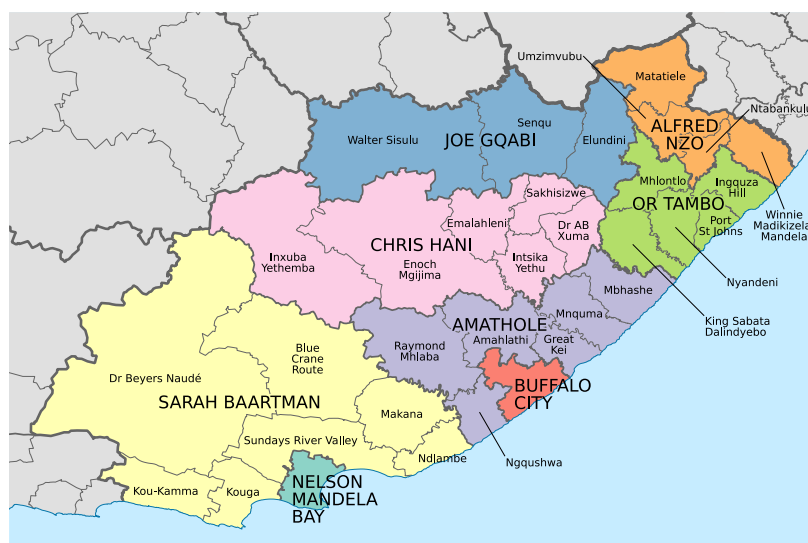 Umzimvubu
Matatiele
Ntabankulu
ALFRED
NZO
Walter Sisulu
JOE GQABI
Senqu
Elundini
Mhlontlo
Ingquza
Hill
OR TAMBO
Port
St Johns
Winnie
Madikizela
Mandela
Nyandeni
King Sabata
Dalindyebo
Sakhisizwe
Emalahleni
Dr AB
Xuma
CHRIS HANI
Inxuba
Yethemba
Enoch
Mgijima
Intsika
Yethu
Mbhashe
Mnquma
AMATHOLE
Amahlathi
Great
Kei
Raymond
Mhlaba
BUFFALO
CITY
Ngqushwa
Blue
Crane
Route
Dr Beyers Naudé
SARAH BAARTMAN
Makana
Sundays River Valley
Ndlambe
Kou-Kamma
Kouga
NELSON
MANDELA
BAY